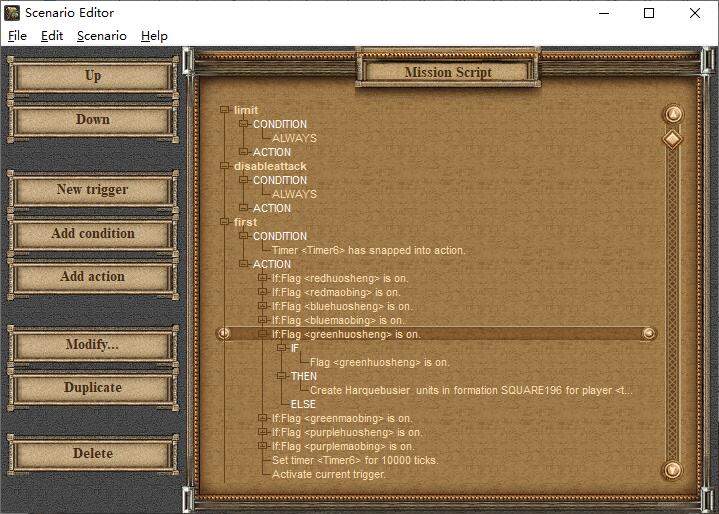 Scenario Editor
File Edit Scenario Help
Up
Mission Script
Down
New trigger
Add condition
Add action
Modify...
Duplicate
Delete
limit
CONDITION
ALWAYS
ACTION
disableattack
CONDITION
ALWAYS
ACTION
first
CONDITION
Timer <Timer6> has snapped into action.
ACTION
If:Flag <redhuosheng> is on.
If:Flag <redmaobing> is on.
If:Flag <bluehuosheng> is on.
If:Flag <bluemaobing> is on.
If:Flag <greenhuosheng> is on.
IF
Flag <greenhuosheng> is on.
THEN
Create Harquebusier units in formation SQUARE196 for player <t...
ELSE
If:Flag <greenmaobing> is on.
If:Flag <purplehuosheng> is on.
If:Flag <purplemaobing> is on.
Set timer <Timer6> for 10000 ticks.
Activate current trigger.